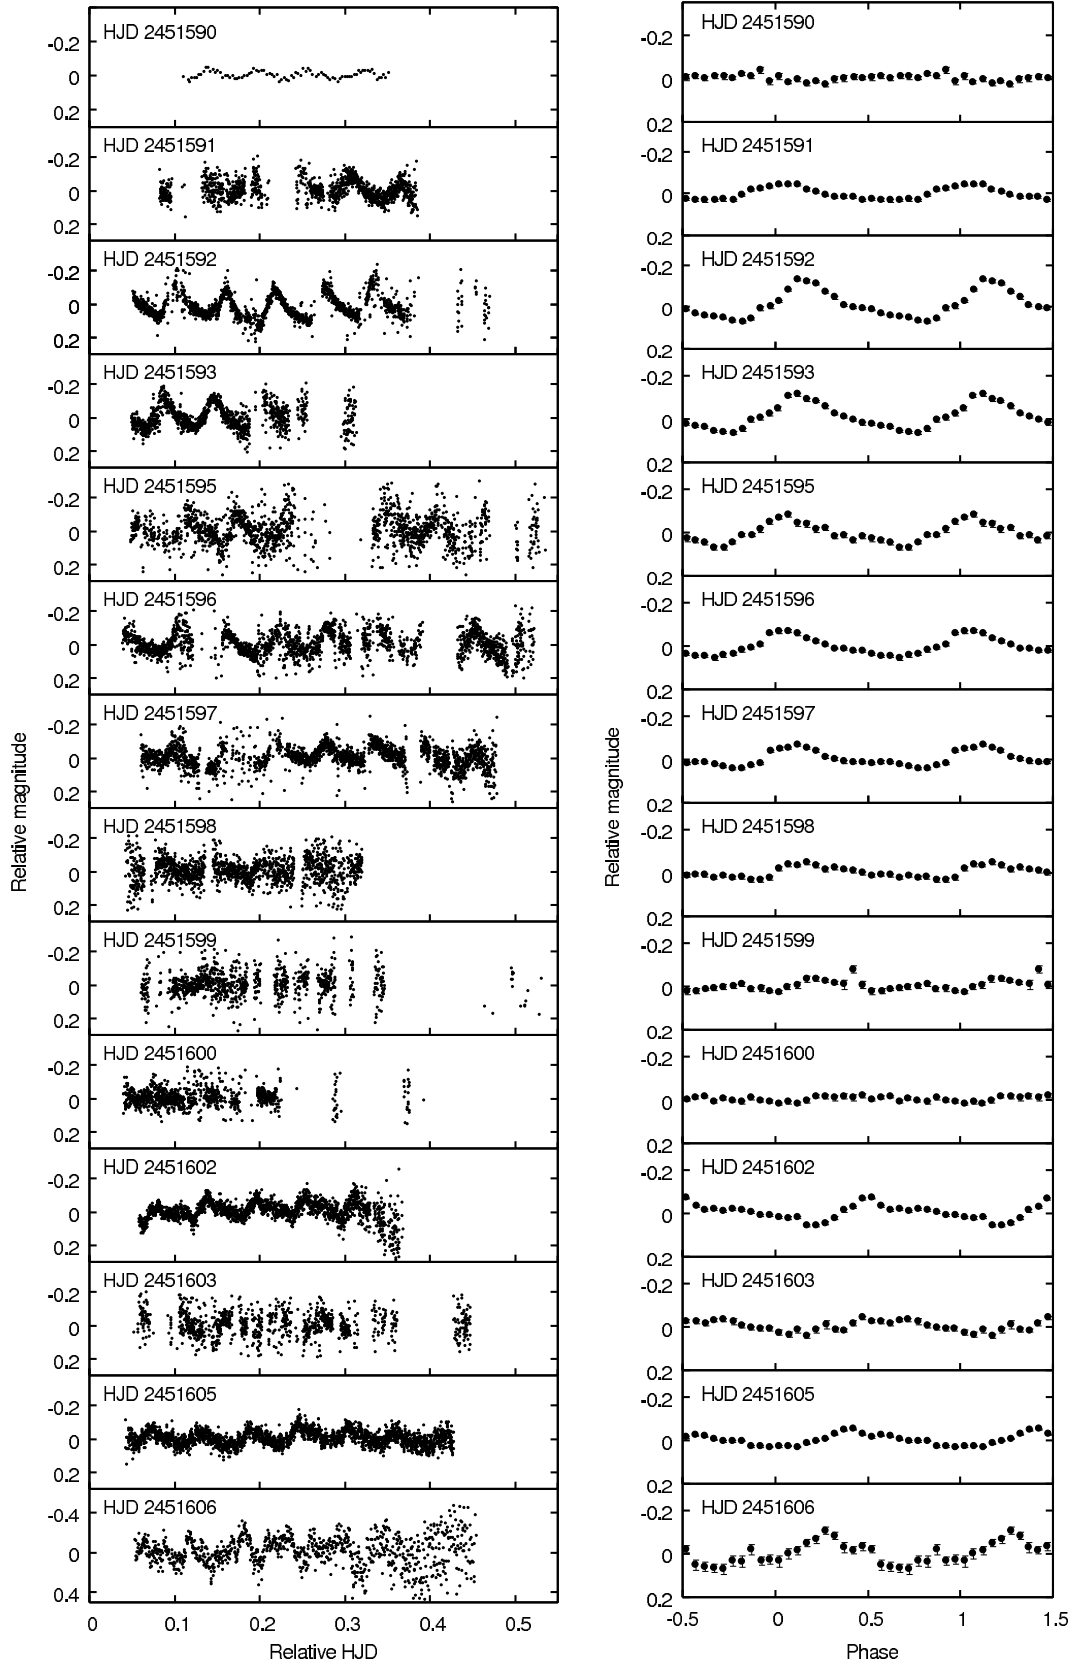 HJD 2451590
-0.2
0
0.2
HJD 2451591
-0.2
0
0.2
HJD 2451592
-0.2
0
0.2
HJD 2451593
-0.2
0
0.2
HJD 2451595
-0.2
0
0.2
HJD 2451596
-0.2
0
0.2
HJD 2451597
-0.2
0
0.2
HJD 2451598
-0.2
0
0.2
HJD 2451599
-0.2
0
0.2
HJD 2451600
-0.2
0
0.2
HJD 2451602
-0.2
0
0.2
HJD 2451603
-0.2
0
0.2
HJD 2451605
-0.2
0
0.2
HJD 2451606
-0.4
0
0.4
0 0.1 0.2 0.3 0.4 0.5
Relative HJD
Relative magnitude
HJD 2451590
-0.2
0
0.2
HJD 2451591
-0.2
0
0.2
HJD 2451592
-0.2
0
0.2
HJD 2451593
-0.2
0
0.2
HJD 2451595
-0.2
0
0.2
HJD 2451596
-0.2
0
0.2
HJD 2451597
-0.2
0
0.2
HJD 2451598
-0.2
0
0.2
HJD 2451599
-0.2
0
0.2
HJD 2451600
-0.2
0
0.2
HJD 2451602
-0.2
0
0.2
HJD 2451603
-0.2
0
0.2
HJD 2451605
-0.2
0
0.2
HJD 2451606
-0.2
0
0.2
-0.5 0 0.5 1 1.5
Phase
Relative magnitude